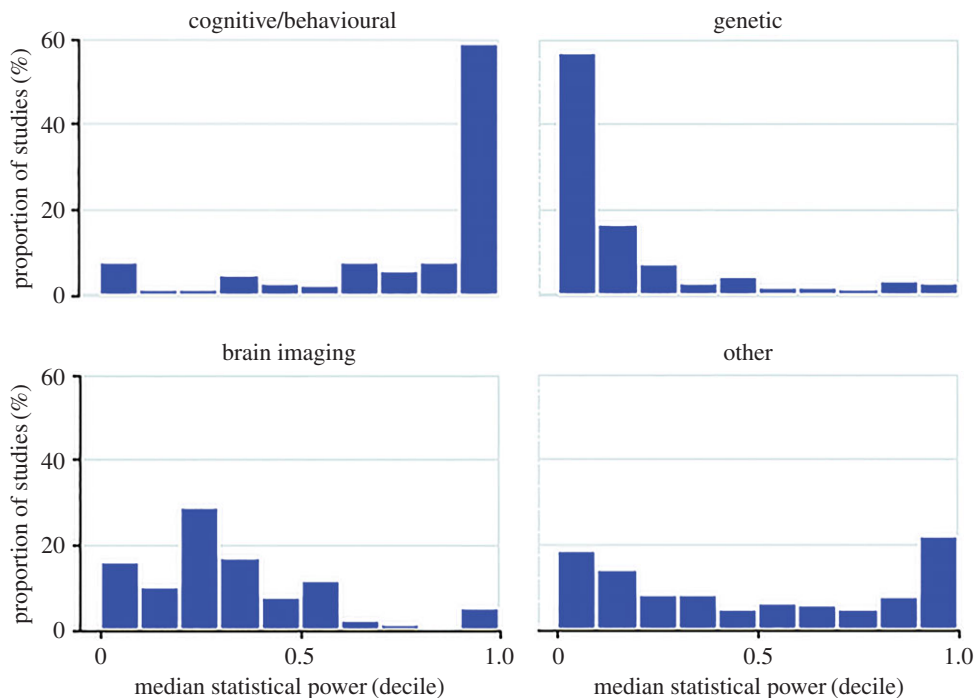 cognitive/behavioural
genetic
proportion of studies (%)
60
40
20
0
brain imaging
other
proportion of studies (%)
60
40
20
0
0
0.5
1.0
0
0.5
1.0
median statistical power (decile)
median statistical power (decile)